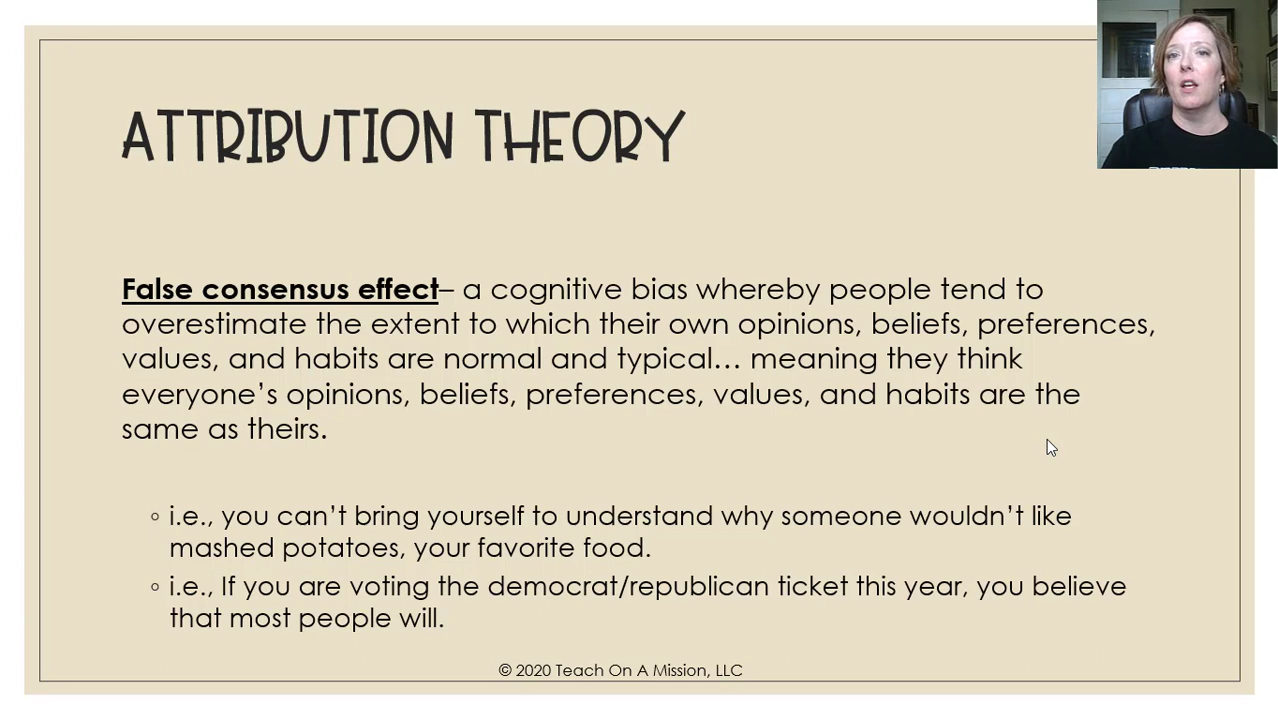 ATTRIBUTION THEORY
False consensus effect– a cognitive bias whereby people tend to
overestimate the extent to which their own opinions, beliefs, preferences,
values, and habits are normal and typical… meaning they think
everyone’s opinions, beliefs, preferences, values, and habits are the
same as theirs.
◦ i.e., you can’t bring yourself to understand why someone wouldn’t like
mashed potatoes, your favorite food.
◦ i.e., If you are voting the democrat/republican ticket this year, you believe
that most people will.
© 2020 Teach On A Mission, LLC